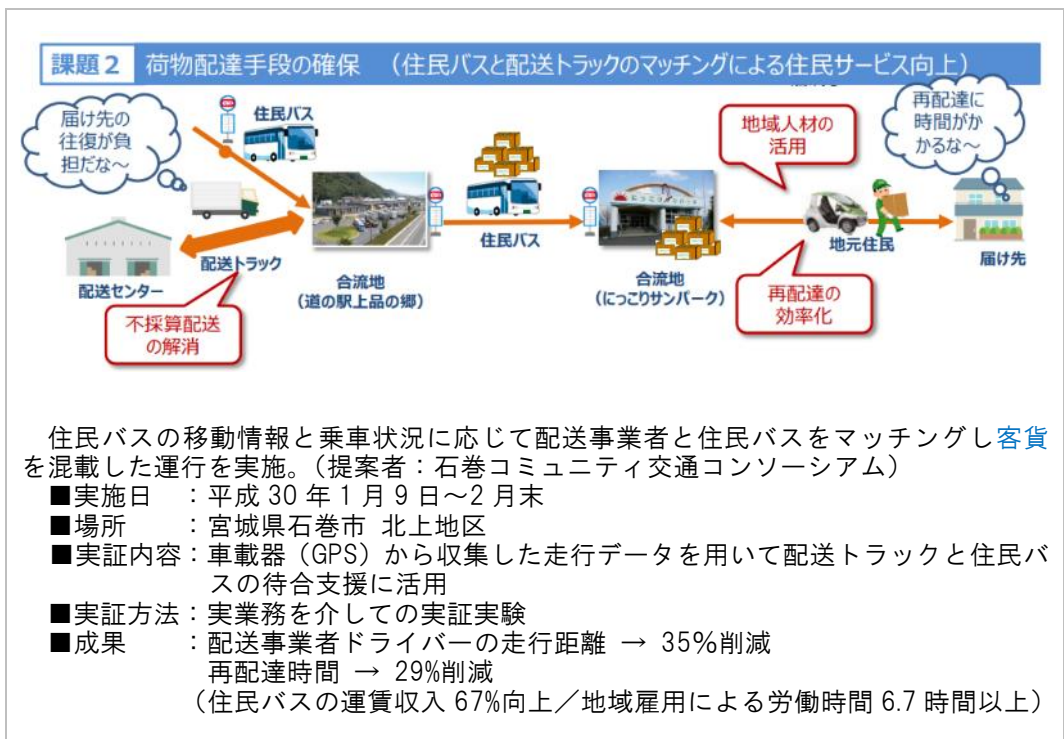 課題2 荷物配達手段の確保 (住民バスと配送トラックのマッチングによる住民サービス向上)
届け先の
往復が負
担だな~
住民バス
配送トラック
配送センター
不採算配送
の解消
合流地
(道の駅上品の郷)
住民バス
にっこりサンパーク
合流地
(にっこりサンパーク)
地域人材の
活用
再配達に
時間がか
かるな~
地元住民
届け先
再配達の
効率化
住民バスの移動情報と乗車状況に応じて配送事業者と住民バスをマッチングし客貨
を混載した運行を実施。(提案者:石巻コミュニティ交通コンソーシアム)
■実施日 :平成30年1月9日~2月末
■場所 :宮城県石巻市 北上地区
■実証内容:車載器(GPS)から収集した走行データを用いて配送トラックと住民バ
スの待合支援に活用
■実証方法:実業務を介しての実証実験
■成果 :配送事業者ドライバーの走行距離 → 35%削減
再配達時間 → 29%削減
(住民バスの運賃収入67%向上/地域雇用による労働時間6.7時間以上)